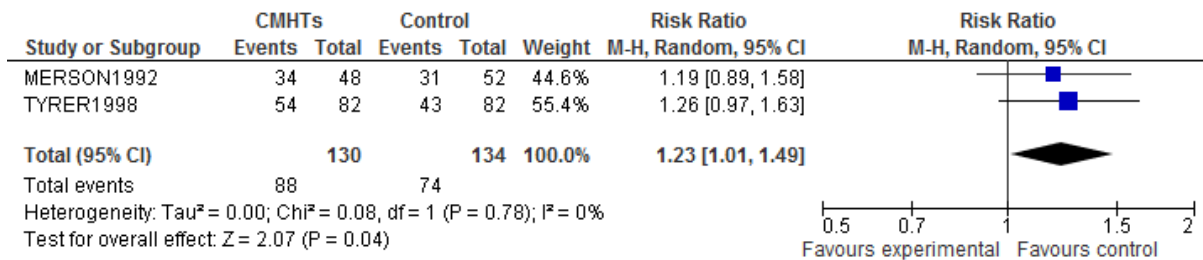 CMHTs Control Risk Ratio Risk Ratio
Study or Subgroup Events Total Events Total Weight M-H, Random, 95% CI M-H, Random, 95% CI
MERSON1992 34 48 31 52 44.6% 1.19 [0.89, 1.58]
TYRER1998 54 82 43 82 55.4% 1.26 [0.97, 1.63]
Total (95% CI) 130 134 100.0% 1.23 [1.01, 1.49]
Total events 88 74
Heterogeneity: Tau² = 0.00; Chi² = 0.08, df = 1 (P = 0.78); I² = 0%
Test for overall effect: Z = 2.07 (P = 0.04)
0.5 0.7 1 1.5 2
Favours experimental Favours control